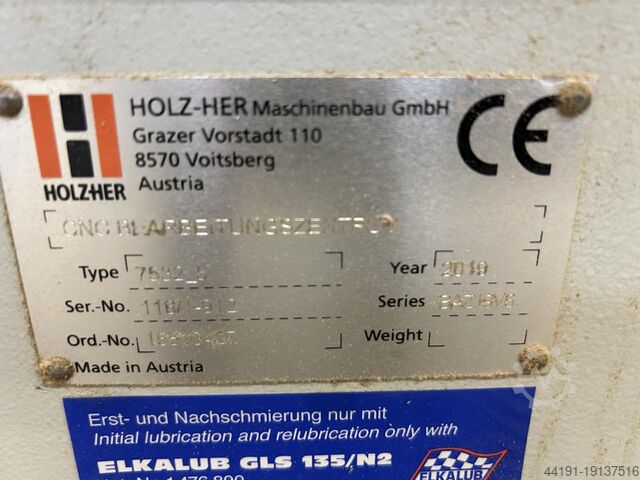 HOLZ-HER Maschinenbau GmbH
Grazer Vorstadt 110
8570 Voitsberg
Austria
HOLZHER
CE
CNC BEARBEITUNGSZENTRUM
Type
Year 2019
Ser.-No.
Series
Ord.-No.
Weight
Made in Austria
Erst- und Nachschmierung nur mit
Initial lubrication and relubrication only with
ELKALUB GLS 135/N2
ELKALUB
44191-19137516